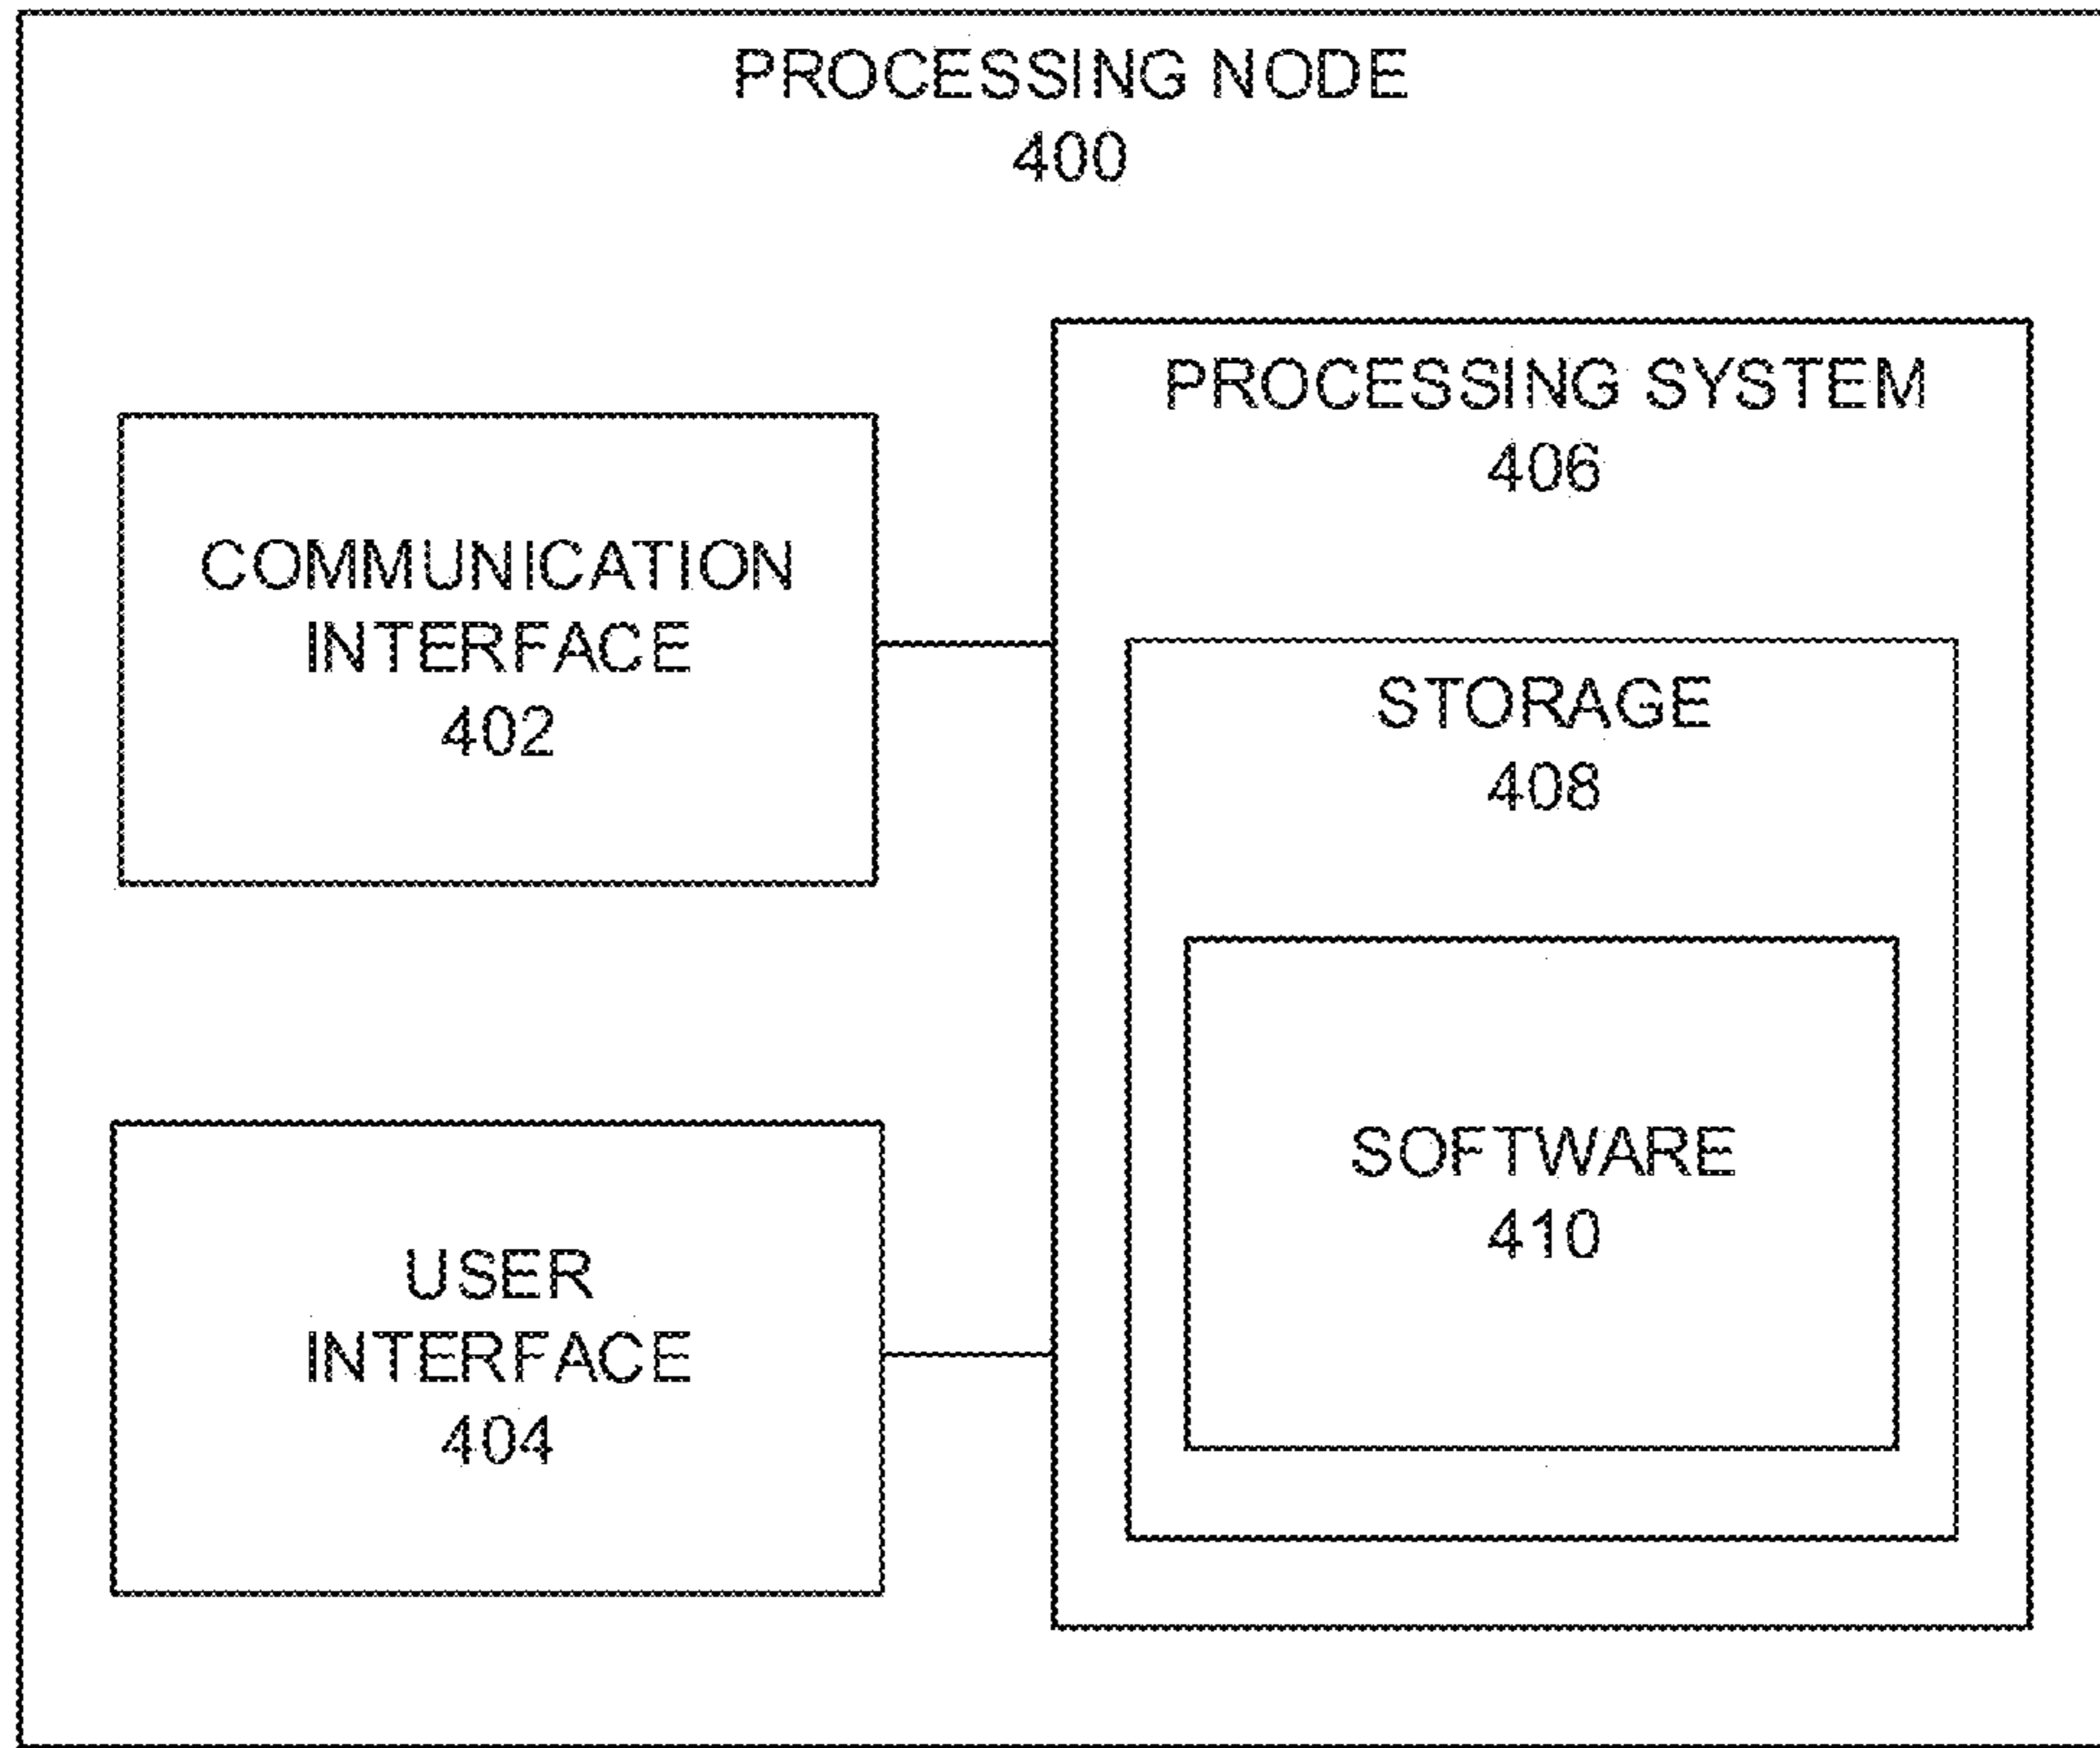 PROCESSING NODE
400
PROCESSING SYSTEM
406
COMMUNICATION
INTERFACE
402
STORAGE
408
SOFTWARE
410
USER
INTERFACE
404